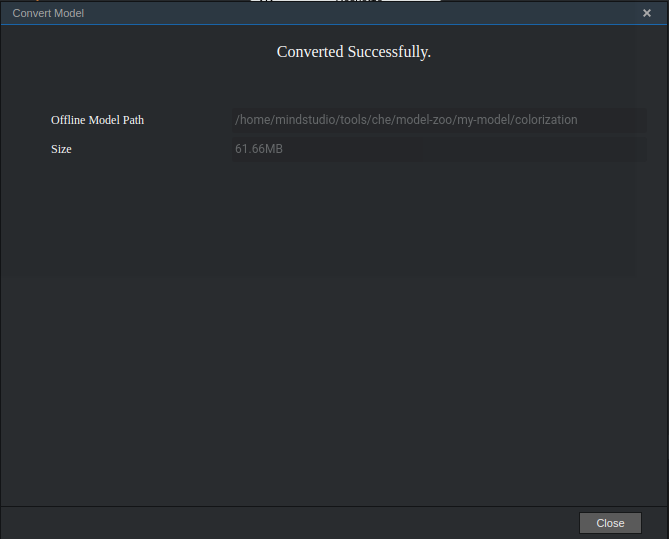 Convert Model
×
Converted Successfully.
Offline Model Path /home/mindstudio/tools/che/model-zoo/my-model/colorization
Size 61.66MB
Close